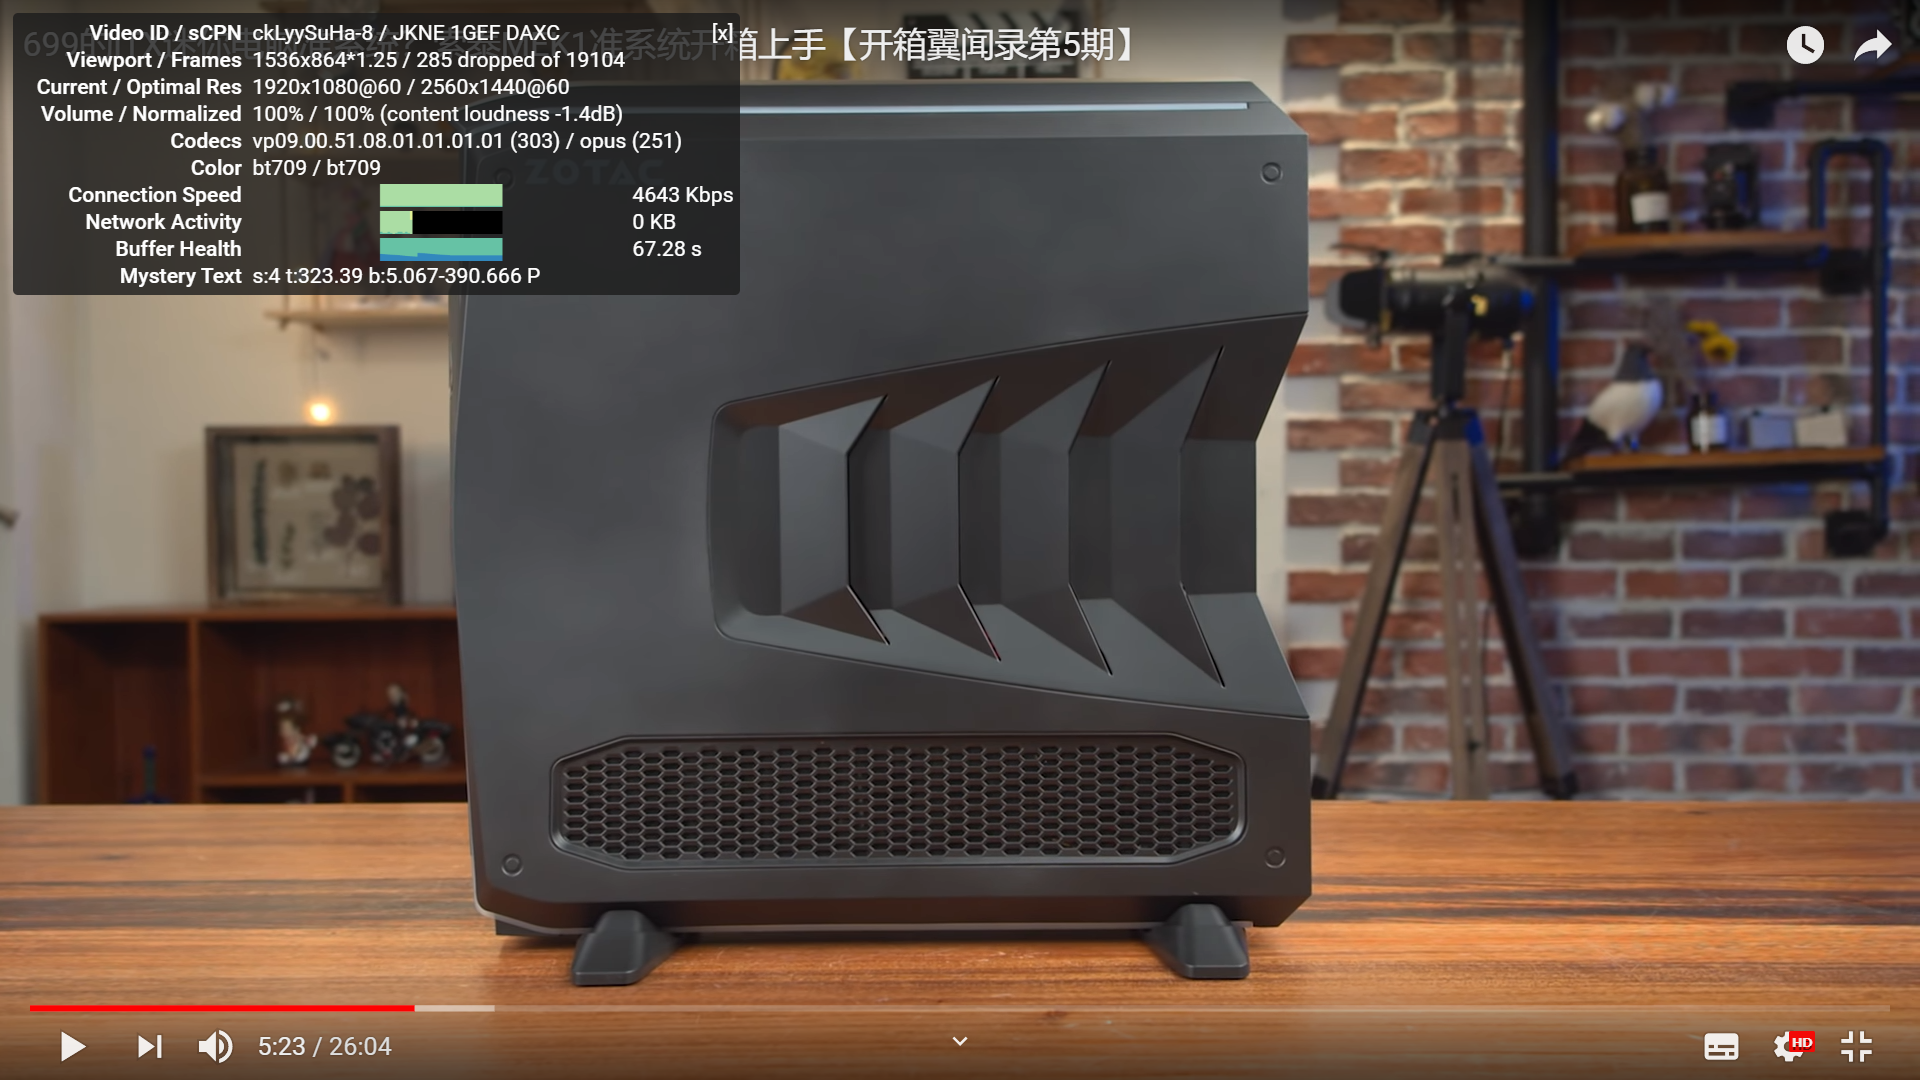 箱上手【开箱翼闻录第5期】
Video ID / sCPN ckLyySuHa-8 / JKNE 1GEF DAXC [x]
Viewport / Frames 1536x864*1.25 / 285 dropped of 19104
Current / Optimal Res 1920x1080@60 / 2560x1440@60
Volume / Normalized 100% / 100% (content loudness -1.4dB)
Codecs vp09.00.51.08.01.01.01.01 (303) / opus (251)
Color bt709 / bt709
ZOTAC
Connection Speed 4643 Kbps
Network Activity 0 KB
Buffer Health 67.28 s
Mystery Text s:4 t:323.39 b:5.067-390.666 P
5:23 / 26:04
HD